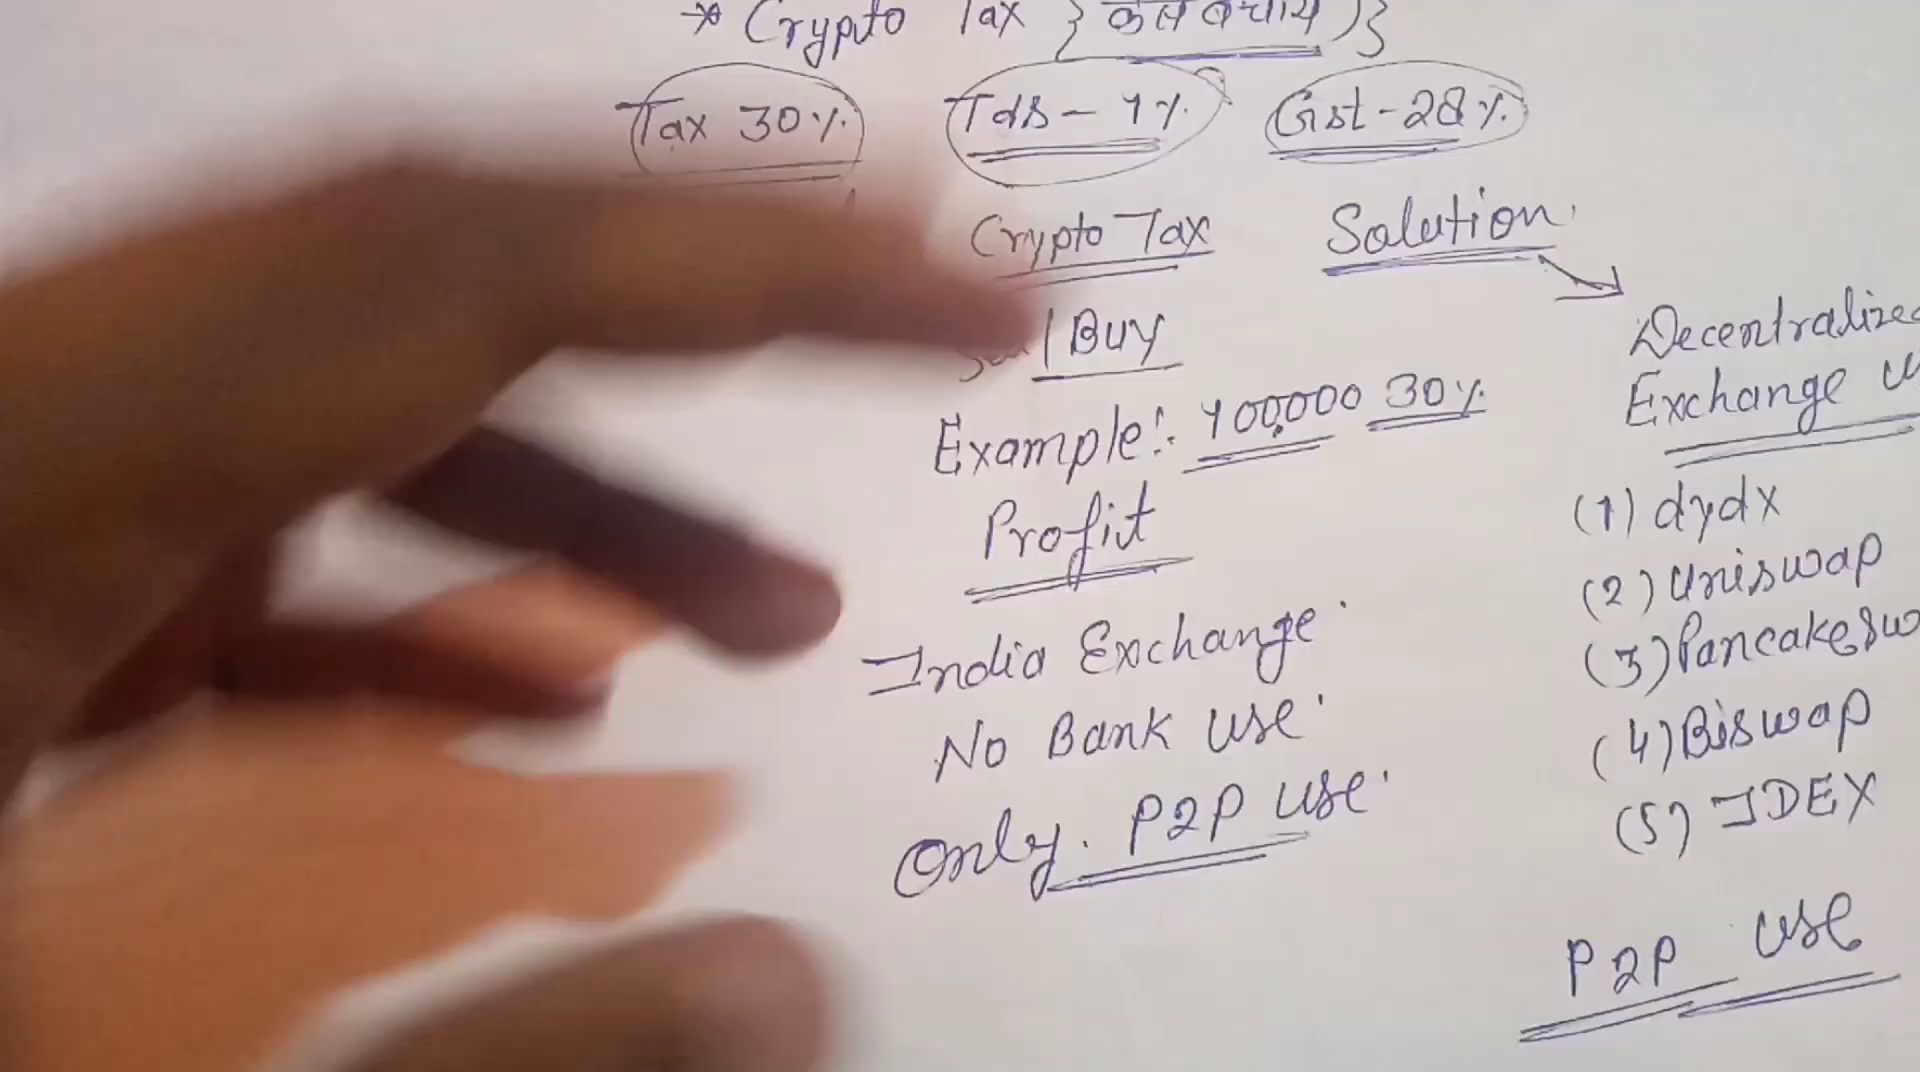 * Crypto Tax { कैसे बचाये }
Tax 30%. Tds - 1%. Gst - 28%.
Crypto Tax
| Buy
Example:. 100,000 30%.
Profit
India Exchange.
No Bank use.
Only. P2P use.
Solution.
Decentralized
Exchange
(1) dydx
(2) Uniswap
(3) Pancakesw
(4) Biswap
(5) IDEX
P2P use